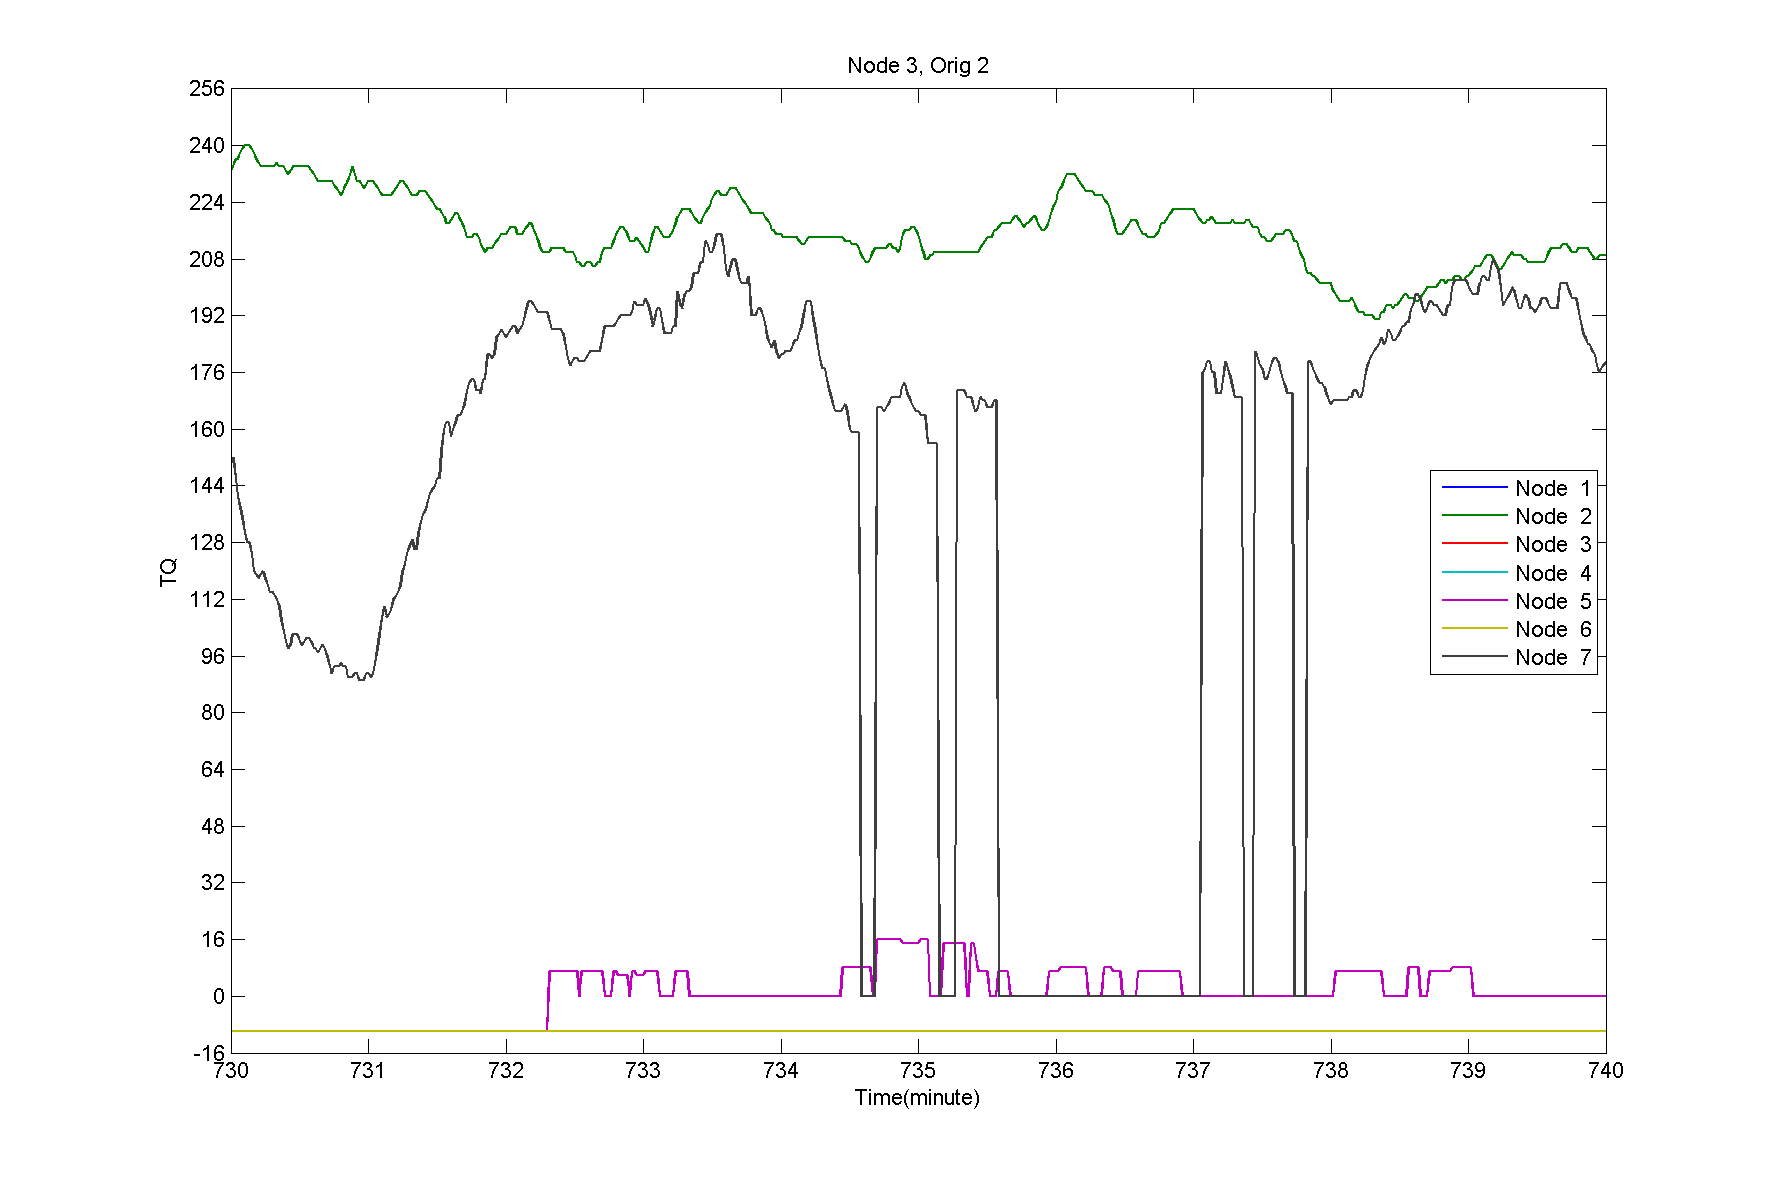 Node 3, Orig 2
256
240
224
208
192
176
160
144
128
112
96
80
64
48
32
16
0
-16
TQ
Node 1
Node 2
Node 3
Node 4
Node 5
Node 6
Node 7
730 731 732 733 734 735 736 737 738 739 740
Time(minute)